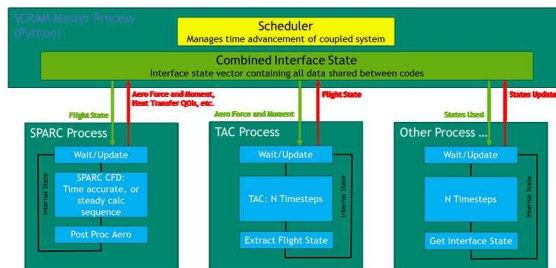 SCRAM Master Process
(Python)
Scheduler
Manages time advancement of coupled system
Combined Interface State
Interface state vector containing all data shared between codes
Flight State
Aero Force and Moment,
Heat Transfer QOIs, etc.
Aero Force and Moment
Flight State
States Used
States Update
SPARC Process
Wait/Update
Internal State
SPARC CFD:
Time accurate, or
steady calc
sequence
Post Proc Aero
TAC Process
Wait/Update
TAC: N Timesteps
Internal State
Extract Flight State
Other Process ...
Wait/Update
N Timesteps
Internal State
Get Interface State